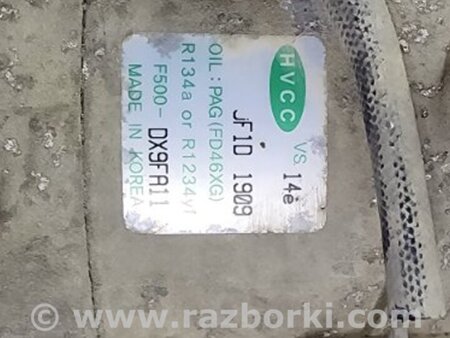 HVCC
VS 14e
JF1D 1909
OIL : PAG (FD46XG)
R134a or R1234yf
F500- DX9FA11
MADE IN KOREA
www.razborki.com